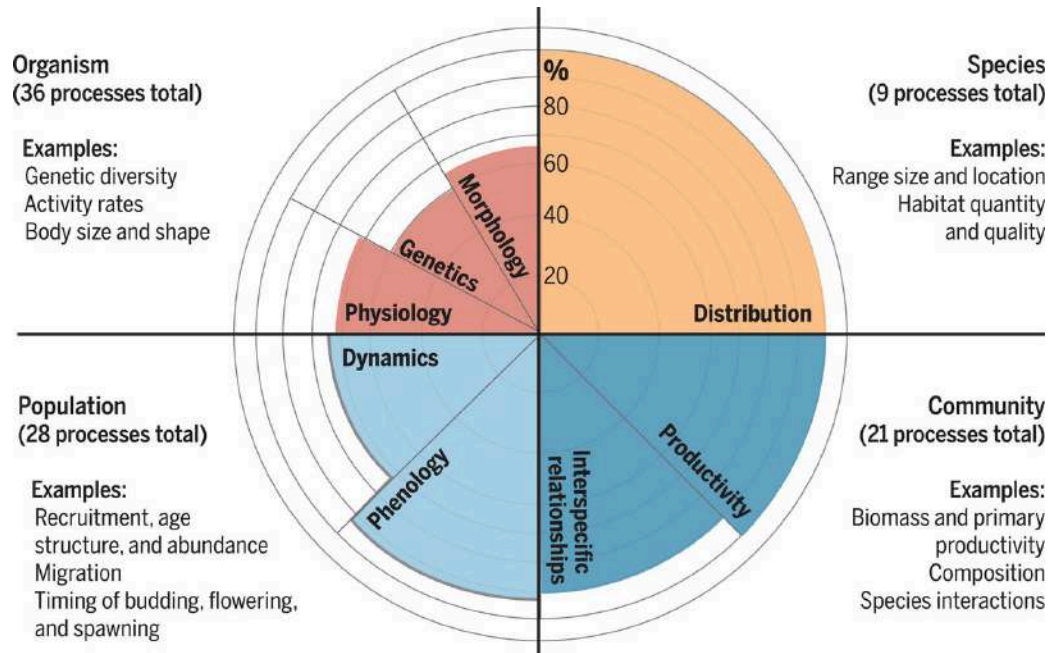 Organism
(36 processes total)
Examples:
Genetic diversity
Activity rates
Body size and shape
%
80
60
40
20
Morphology
Genetics
Physiology
Distribution
Species
(9 processes total)
Examples:
Range size and location
Habitat quantity
and quality
Population
(28 processes total)
Examples:
Recruitment, age
structure, and abundance
Migration
Timing of budding, flowering,
and spawning
Dynamics
Phenology
Interspecific
relationships
Productivity
Community
(21 processes total)
Examples:
Biomass and primary
productivity
Composition
Species interactions